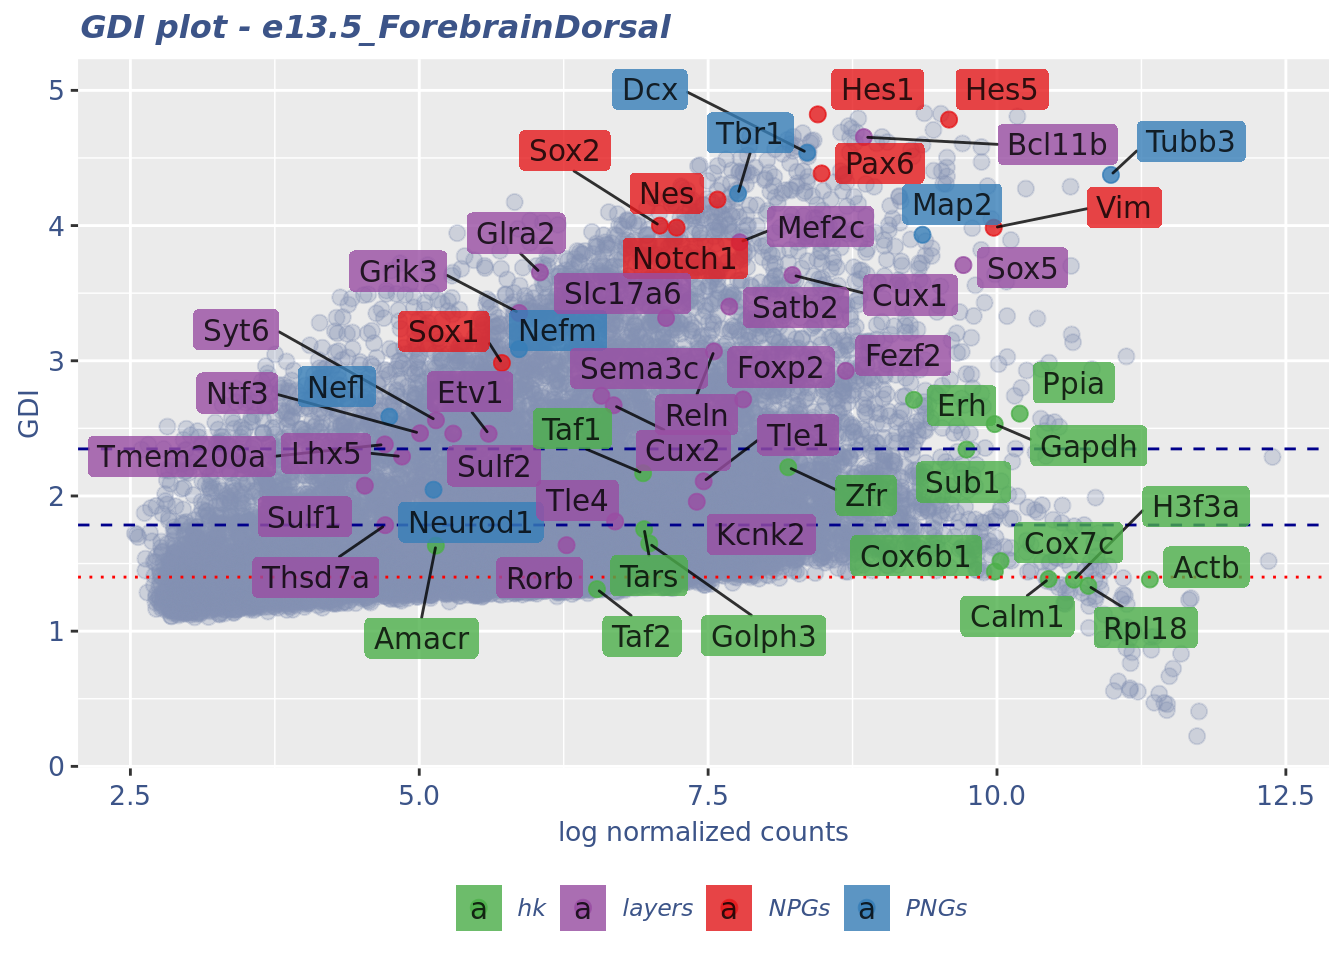 GDI plot - e13.5_ForebrainDorsal
GDI
5
4
3
2
1
0
Dcx
Hes1
Hes5
Tbr1
Bcl11b
Tubb3
Sox2
Pax6
Nes
Map2
Vim
Glra2
Mef2c
Notch1
Grik3
Sox5
Slc17a6
Cux1
Satb2
Syt6
Sox1
Nefm
Fezf2
Sema3c
Foxp2
Ntf3
Nefl
Etv1
Ppia
Erh
Reln
Taf1
Tle1
Gapdh
Cux2
Tmem200a
Lhx5
Sulf2
Sub1
Zfr
Tle4
H3f3a
Sulf1
Neurod1
Kcnk2
Cox7c
Cox6b1
Thsd7a
Rorb
Tars
Actb
Calm1
Amacr
Taf2
Golph3
Rpl18
2.5
5.0
7.5
10.0
12.5
log normalized counts
a hk a layers a NPGs a PNGs